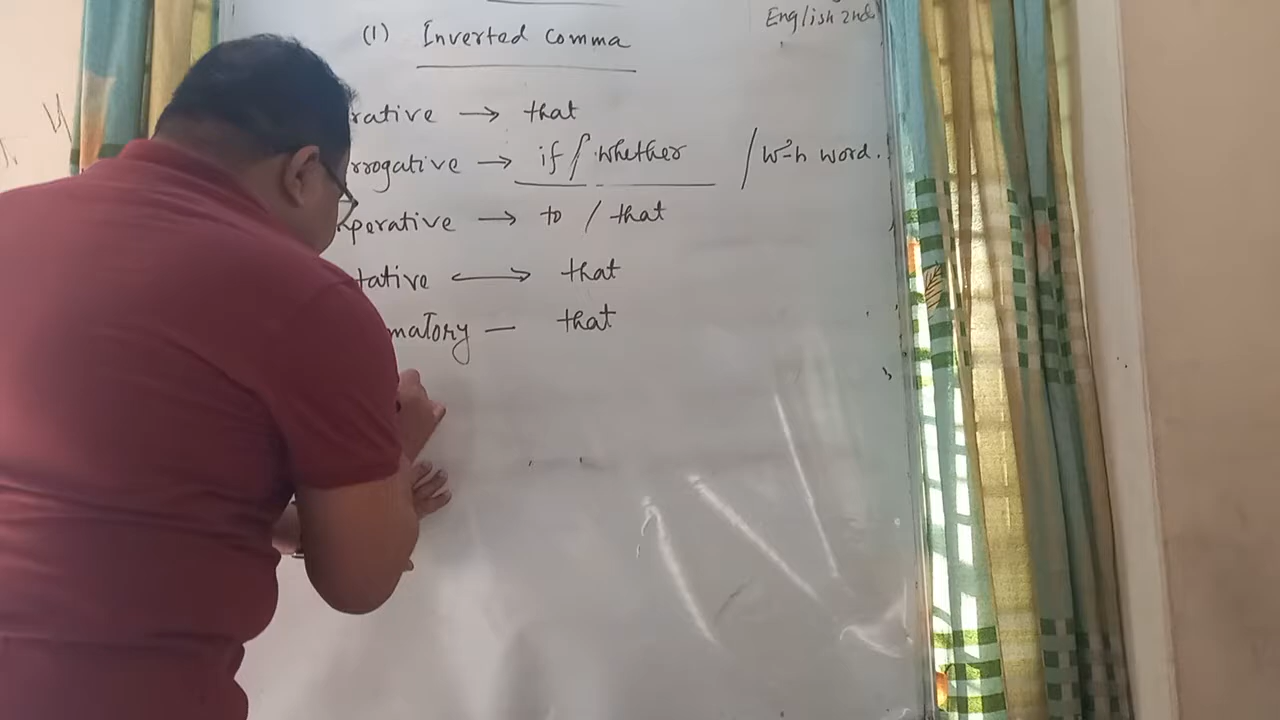 English 2nd
(1) Inverted comma
rative → that
rrogative → if / whether / w-h word.
perative → to / that
tative ⟷ that
matory — that